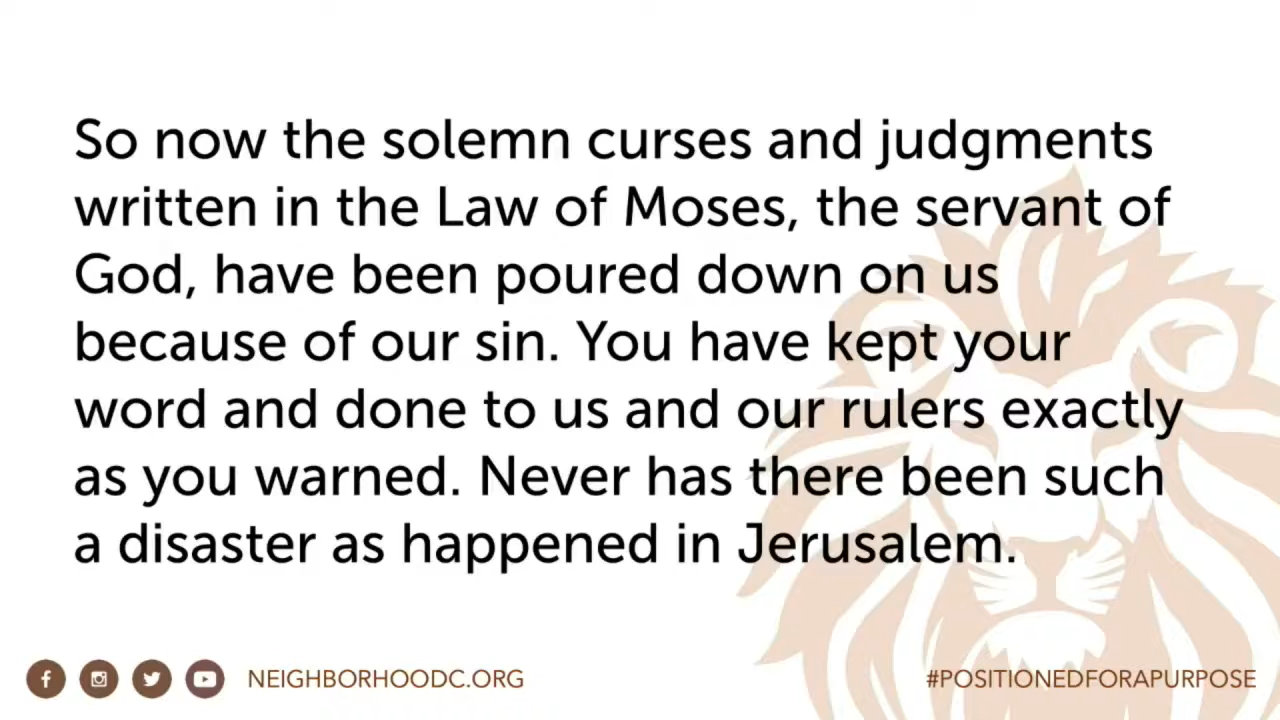 So now the solemn curses and judgments
written in the Law of Moses, the servant of
God, have been poured down on us
because of our sin. You have kept your
word and done to us and our rulers exactly
as you warned. Never has there been such
a disaster as happened in Jerusalem.
NEIGHBORHOODC.ORG
#POSITIONEDFORAPURPOSE